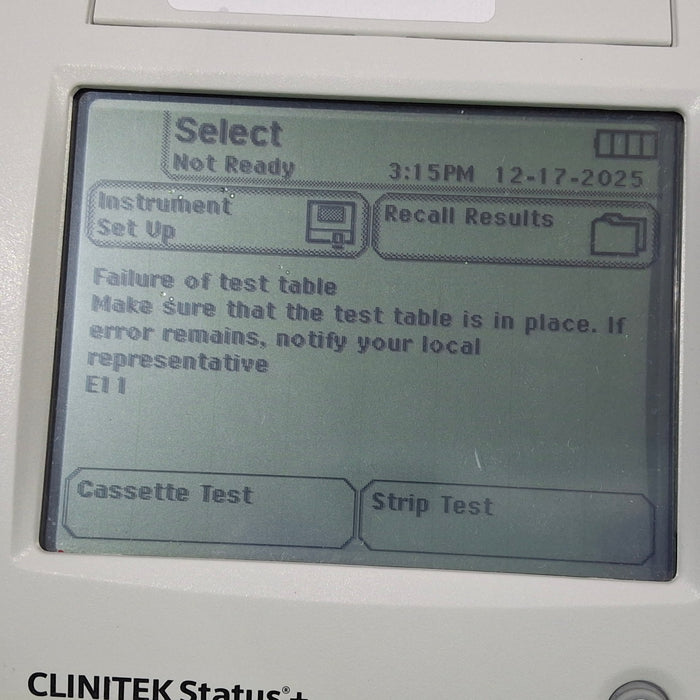 Select
Not Ready
3:15PM 12-17-2025
Instrument
Set Up
Recall Results
Failure of test table
Make sure that the test table is in place. If
error remains, notify your local
representative
E11
Cassette Test
Strip Test
CLINITEK Status®+